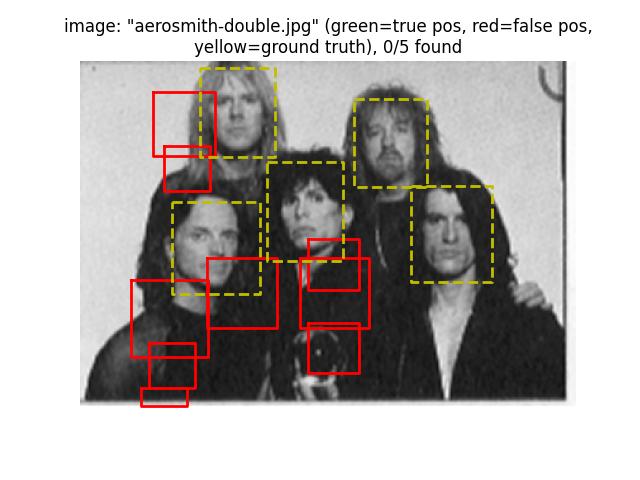 image: "aerosmith-double.jpg" (green=true pos, red=false pos,
yellow=ground truth), 0/5 found